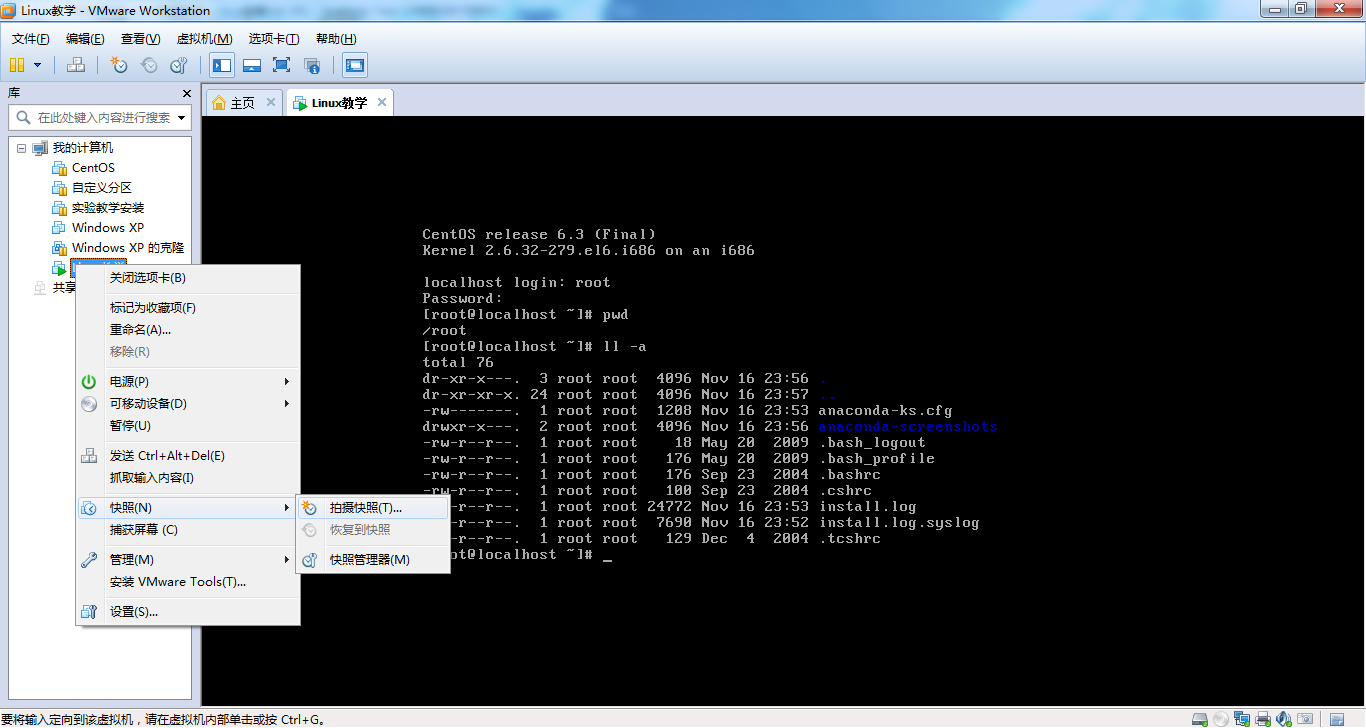 Linux教学 - VMware Workstation
文件(F) 编辑(E) 查看(V) 虚拟机(M) 选项卡(T) 帮助(H)
库
在此处键入内容进行搜索
主页
Linux教学
我的计算机
CentOS
自定义分区
实验教学安装
Windows XP
Windows XP 的克隆
共享
关闭选项卡(B)
标记为收藏项(F)
重命名(A)...
移除(R)
电源(P)
可移动设备(D)
暂停(U)
发送 Ctrl+Alt+Del(E)
抓取输入内容(I)
快照(N)
捕获屏幕 (C)
管理(M)
安装 VMware Tools(T)...
设置(S)...
拍摄快照(T)...
恢复到快照
快照管理器(M)
CentOS release 6.3 (Final)
Kernel 2.6.32-279.el6.i686 on an i686
localhost login: root
Password:
[root@localhost ~]# pwd
/root
[root@localhost ~]# ll -a
total 76
dr-xr-x---.  3 root root  4096 Nov 16 23:56 .
dr-xr-xr-x. 24 root root  4096 Nov 16 23:57 ..
-rw-------.  1 root root  1208 Nov 16 23:53 anaconda-ks.cfg
drwxr-x---.  2 root root  4096 Nov 16 23:56 anaconda-screenshots
-rw-r--r--.  1 root root    18 May 20  2009 .bash_logout
-rw-r--r--.  1 root root   176 May 20  2009 .bash_profile
-rw-r--r--.  1 root root   176 Sep 23  2004 .bashrc
-rw-r--r--.  1 root root   100 Sep 23  2004 .cshrc
-rw-r--r--.  1 root root 24772 Nov 16 23:53 install.log
-rw-r--r--.  1 root root  7690 Nov 16 23:52 install.log.syslog
-rw-r--r--.  1 root root   129 Dec  4  2004 .tcshrc
ot@localhost ~]# _
要将输入定向到该虚拟机，请在虚拟机内部单击或按 Ctrl+G。